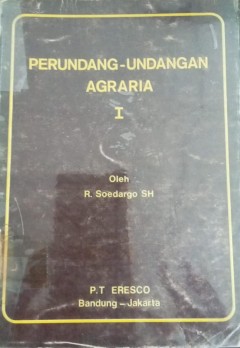 PERUNDANG-UNDANGAN
AGRARIA
I
Oleh
R. Soedargo SH
P.T ERESCO
Bandung – Jakarta